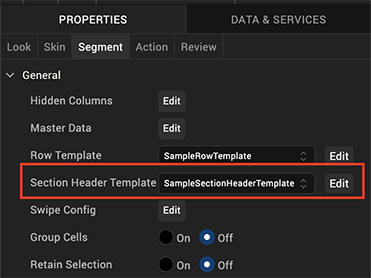 PROPERTIES DATA & SERVICES
Look Skin Segment Action Review
General
Hidden Columns Edit
Master Data Edit
Row Template SampleRowTemplate Edit
Section Header Template SampleSectionHeaderTemplate Edit
Swipe Config Edit
Group Cells On Off
Retain Selection On Off